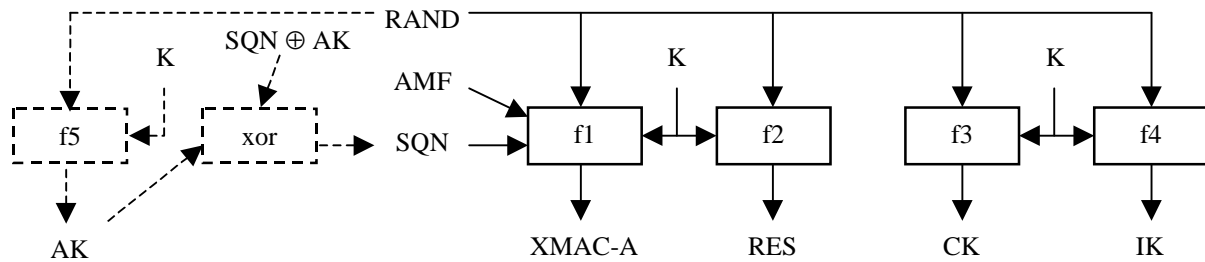 RAND
SQN ⊕ AK
K
K
K
AMF
f5
xor
SQN
f1
f2
f3
f4
AK
XMAC-A
RES
CK
IK